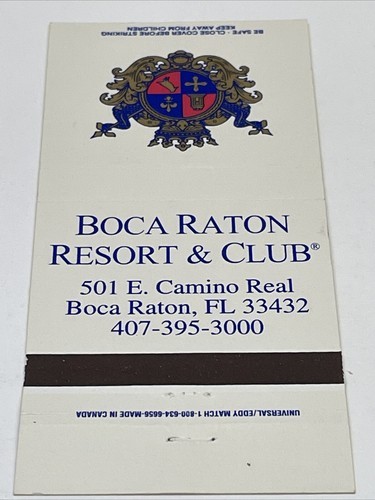 BE SAFE - CLOSE COVER BEFORE STRIKING
KEEP AWAY FROM CHILDREN
BOCA RATON
RESORT & CLUB®
501 E. Camino Real
Boca Raton, FL 33432
407-395-3000
UNIVERSAL/EDDY MATCH 1-800-634-6656-MADE IN CANADA